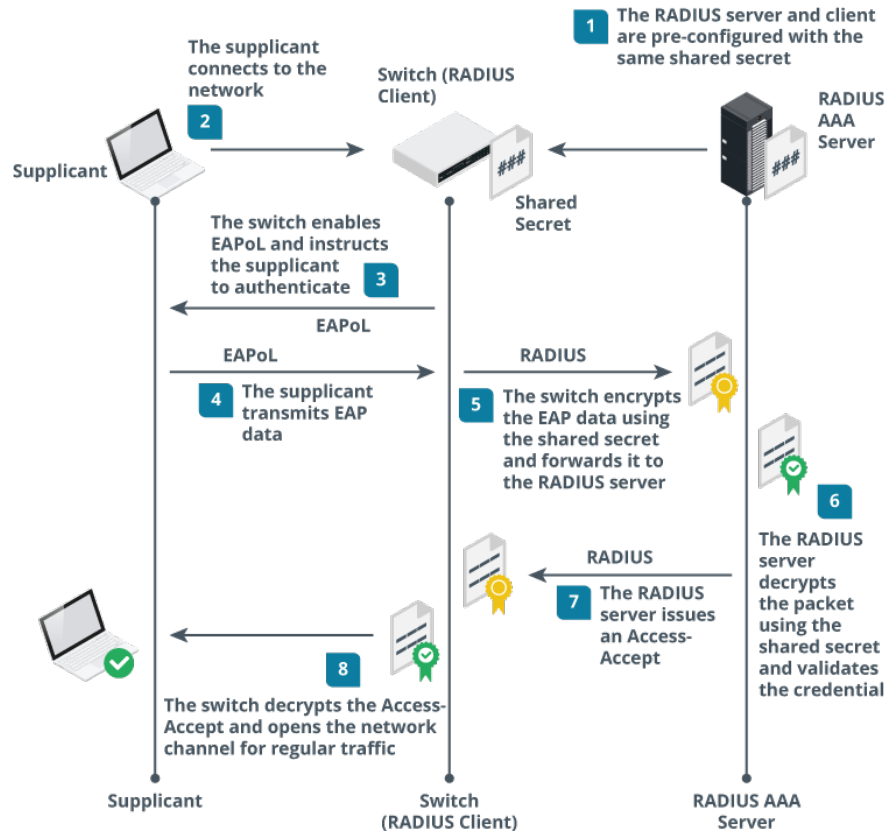 1
The RADIUS server and client
are pre-configured with the
same shared secret
The supplicant
connects to the
network
2
Switch (RADIUS
Client)
RADIUS
AAA
Server
Supplicant
###
###
Shared
Secret
The switch enables
EAPoL and instructs
the supplicant
to authenticate
3
EAPoL
EAPoL
RADIUS
4
The supplicant
transmits EAP
data
5
The switch encrypts
the EAP data using
the shared secret
and forwards it to
the RADIUS server
6
The RADIUS
server
decrypts
the packet
using the
shared secret
and validates
the credential
RADIUS
7
The RADIUS
server issues
an Access-
Accept
8
The switch decrypts the Access-
Accept and opens the network
channel for regular traffic
Supplicant
Switch
(RADIUS Client)
RADIUS AAA
Server